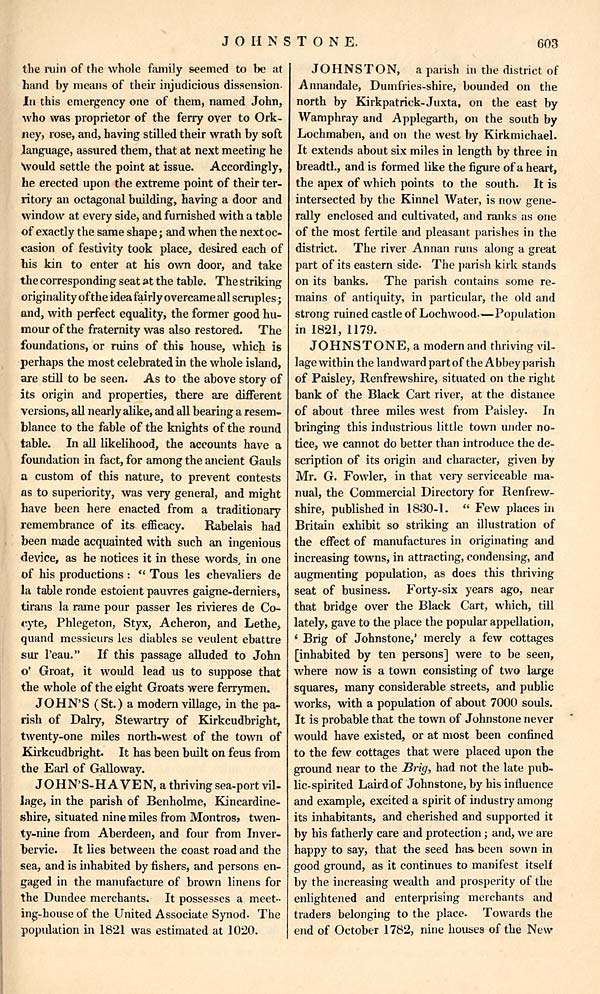 JOHNSTONE.
603
the ruin of the whole family seemed to be at
hand by means of their injudicious dissension.
In this emergency one of them, named John,
who was proprietor of the ferry over to Ork-
ney, rose, and, having stilled their wrath by soft
language, assured them, that at next meeting he
would settle the point at issue. Accordingly,
he erected upon the extreme point of their ter-
ritory an octagonal building, having a door and
window at every side, and furnished with a table
of exactly the same shape; and when the next oc-
casion of festivity took place, desired each of
his kin to enter at his own door, and take
the corresponding seat at the table. The striking
originality of the idea fairly overcame all scruples;
and, with perfect equality, the former good hu-
mour of the fraternity was also restored. The
foundations, or ruins of this house, which is
perhaps the most celebrated in the whole island,
are still to be seen. As to the above story of
its origin and properties, there are different
versions, all nearly alike, and all bearing a resem-
blance to the fable of the knights of the round
table. In all likelihood, the accounts have a
foundation in fact, for among the ancient Gauls
a custom of this nature, to prevent contests
as to superiority, was very general, and might
have been here enacted from a traditionary
remembrance of its efficacy. Rabelais had
been made acquainted with such an ingenious
device, as he notices it in these words, in one
of his productions : " Tous les chevaliers de
la table ronde estoient pauvres gaigne-derniers,
tirans la rame pour passer les rivieres de Co-
cyte, Phlegeton, Styx, Acheron, and Lethe,
quand messieurs les diables se veulent ebattre
sur l'eau." If this passage alluded to John
o' Groat, it would lead us to suppose that
the whole of the eight Groats were ferrymen.
JOHN'S (St.) a modern village, in the pa-
rish of Dalry, Stewartry of Kirkcudbright,
twenty-one miles north-west of the town of
Kirkcudbright. It has been built on feus from
the Earl of Galloway.
JOHN'S-HAVEN, a thriving sea-port vil-
lage, in the parish of Benholme, Kincardine-
shire, situated nine miles from Montros, twen-
ty-nine from Aberdeen, and four from Inver-
bervie. It lies between the coast road and the
sea, and is inhabited by fishers, and persons en-
gaged in the manufacture of brown linens for
the Dundee merchants. It possesses a meet-
ing-house of the United Associate Synod. The
population in 1821 was estimated at 1020.
JOHNSTON, a parish in the district of
Annandale, Dumfries-shire, bounded on the
north by Kirkpatrick-Juxta, on the east by
Wamphray and Applegarth, on the south by
Lochmaben, and on the west by Kirkmichael.
It extends about six miles in length by three in
breadth, and is formed like the figure of a heart,
the apex of which points to the south. It is
intersected by the Kinnel Water, is now gene-
rally enclosed and cultivated, and ranks as one
of the most fertile and pleasant parishes in the
district. The river Annan runs along a great
part of its eastern side. The parish kirk stands
on its banks. The parish contains some re-
mains of antiquity, in particular, the old and
strong ruined castle of Lochwood.—Population
in 1821, 1179.
JOHNSTONE, a modern and thriving vil-
lage within the landward part of the Abbey parish
of Paisley, Renfrewshire, situated on the right
bank of the Black Cart river, at the distance
of about three miles west from Paisley. In
bringing this industrious little town under no-
tice, we cannot do better than introduce the de-
scription of its origin and character, given by
Mr. G. Fowler, in that very serviceable ma-
nual, the Commercial Directory for Renfrew-
shire, published in 1830-1. " Few places in
Britain exhibit so striking an illustration of
the effect of manufactures in originating and
increasing towns, in attracting, condensing, and
augmenting population, as does this thriving
seat of business. Forty-six years ago, near
that bridge over the Black Cart, which, till
lately, gave to the place the popular appellation,
' Brig of Johnstone,' merely a few cottages
[inhabited by ten persons] were to be seen,
where now is a town consisting of two large
squares, many considerable streets, and public
works, with a population of about 7000 souls.
It is probable that the town of Johnstone never
would have existed, or at most been confined
to the few cottages that were placed upon the
ground near to the Brig, had not the late pub-
lic-spirited Laird of Johnstone, by his influence
and example, excited a spirit of industry among
its inhabitants, and cherished and supported it
by his fatherly care and protection; and, we are
happy to say, that the seed has been sown in
good ground, as it continues to manifest itself
by the increasing wealth and prosperity of the
enlightened and enterprising merchants and
traders belonging to the place. Towards the
end of October 1782, nine houses of the New